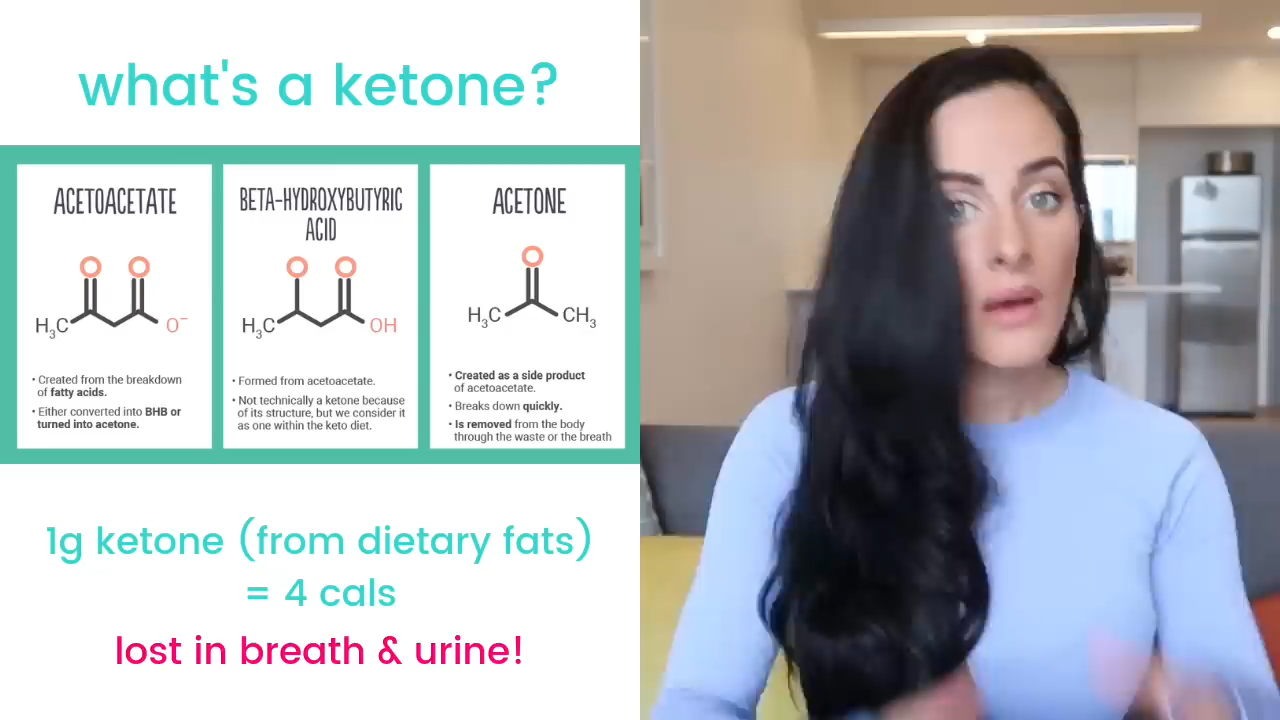 what's a ketone?
ACETOACETATE
O O
H₃C O⁻
• Created from the breakdown
of fatty acids.
• Either converted into BHB or
turned into acetone.
BETA-HYDROXYBUTYRIC
ACID
O O
H₃C OH
• Formed from acetoacetate.
• Not technically a ketone because
of its structure, but we consider it
as one within the keto diet.
ACETONE
O
H₃C CH₃
• Created as a side product
of acetoacetate.
• Breaks down quickly.
• Is removed from the body
through the waste or the breath
1g ketone (from dietary fats)
= 4 cals
lost in breath & urine!